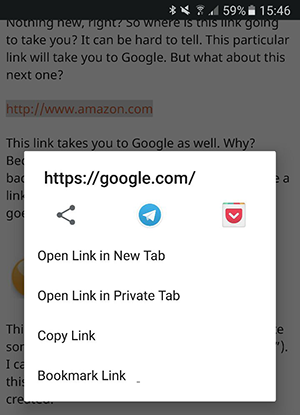 59% 15:46
Nothing new, right? So where is this link going
to take you? It can be hard to tell. This particular
link will take you to Google. But what about this
next one?
http://www.amazon.com
This link takes you to Google as well. Why?
https://google.com/
Open Link in New Tab
Open Link in Private Tab
Copy Link
Bookmark Link
created.